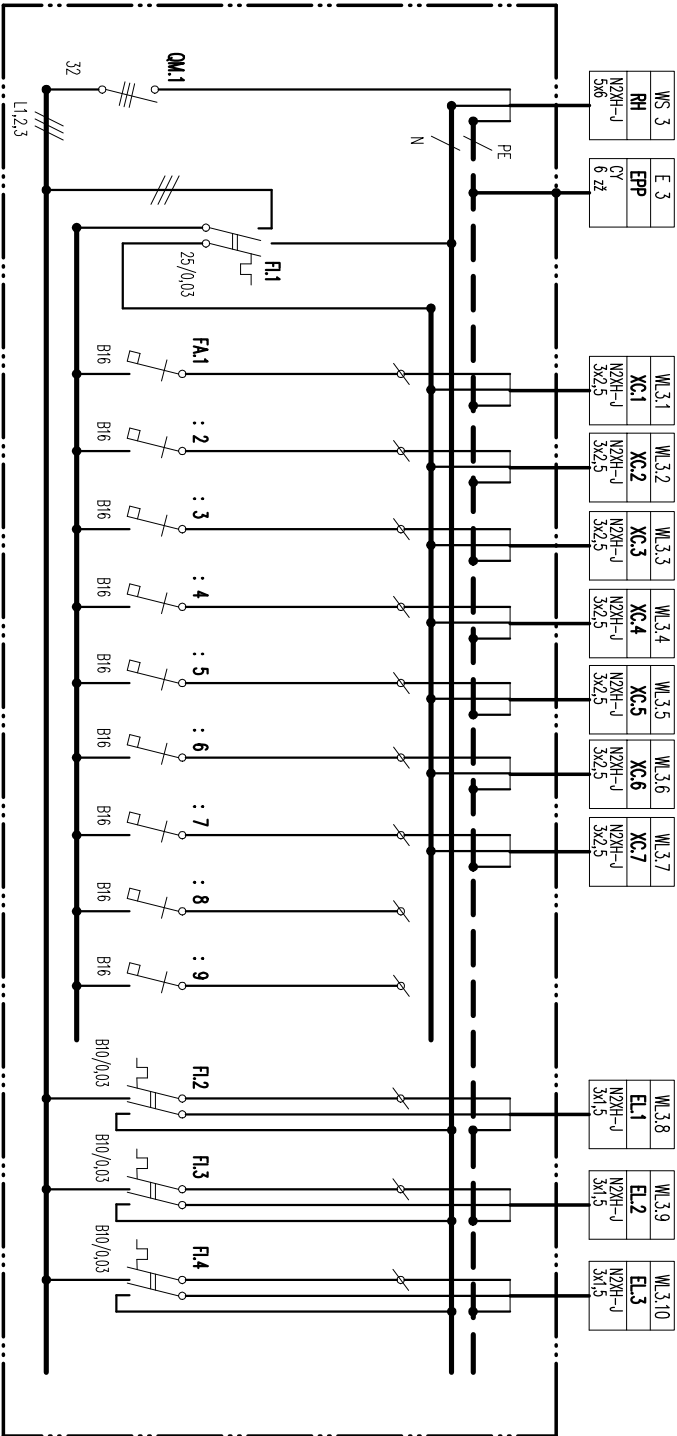 WS 3
RH
N2XH-J
5x6
E 3
EPP
CY
6 zž
WL3.1
XC.1
N2XH-J
3x2,5
WL3.2
XC.2
N2XH-J
3x2,5
WL3.3
XC.3
N2XH-J
3x2,5
WL3.4
XC.4
N2XH-J
3x2,5
WL3.5
XC.5
N2XH-J
3x2,5
WL3.6
XC.6
N2XH-J
3x2,5
WL3.7
XC.7
N2XH-J
3x2,5
WL3.8
EL.1
N2XH-J
3x1,5
WL3.9
EL.2
N2XH-J
3x1,5
WL3.10
EL.3
N2XH-J
3x1,5
PE
N
QM.1
32
L1,2,3
FI.1
25/0,03
FA.1
B16
: 2
B16
: 3
B16
: 4
B16
: 5
B16
: 6
B16
: 7
B16
: 8
B16
: 9
B16
FI.2
B10/0,03
FI.3
B10/0,03
FI.4
B10/0,03